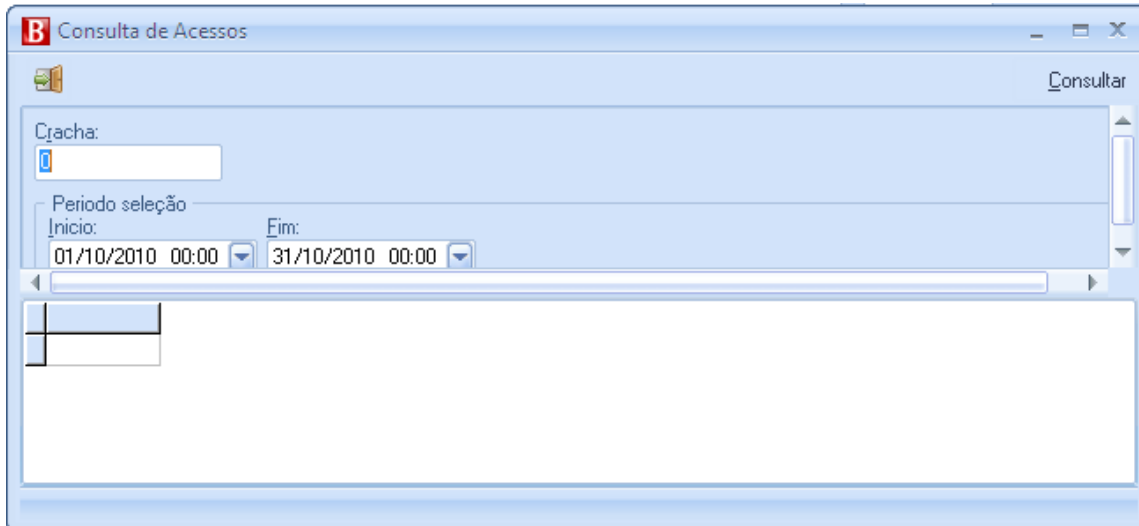 B Consulta de Acessos
Consultar
Cracha:
0
Periodo seleção
Inicio: Fim:
01/10/2010 00:00 31/10/2010 00:00